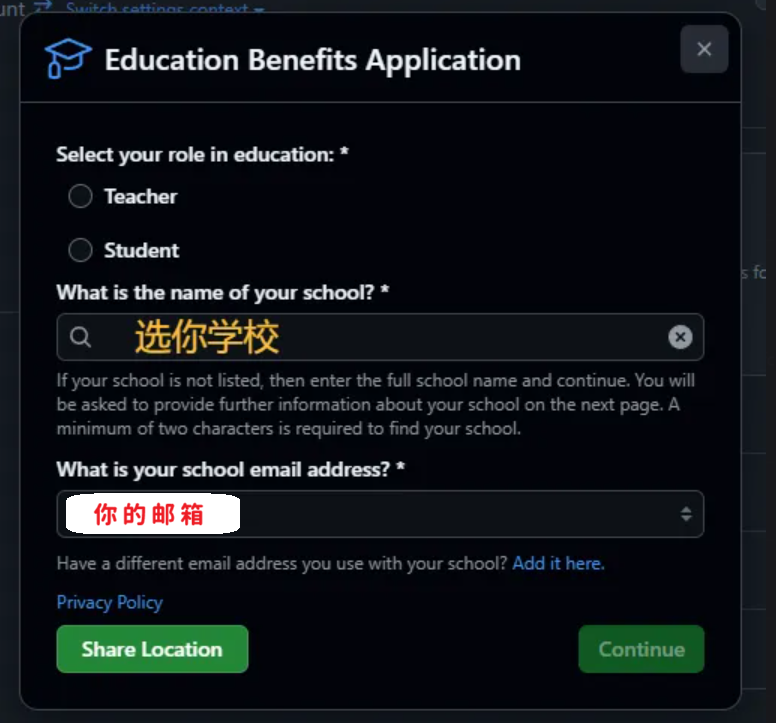 Switch settings context
Education Benefits Application
Select your role in education: *
Teacher
Student
What is the name of your school? *
选你学校
If your school is not listed, then enter the full school name and continue. You will
be asked to provide further information about your school on the next page. A
minimum of two characters is required to find your school.
What is your school email address? *
你的邮箱
Have a different email address you use with your school? Add it here.
Privacy Policy
Share Location
Continue